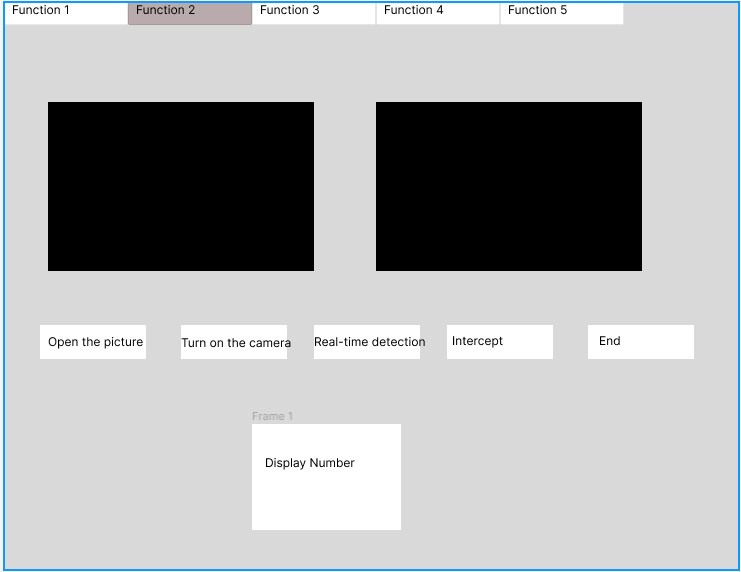 Function 1
Function 2
Function 3
Function 4
Function 5
Open the picture
Turn on the camera
Real-time detection
Intercept
End
Frame 1
Display Number